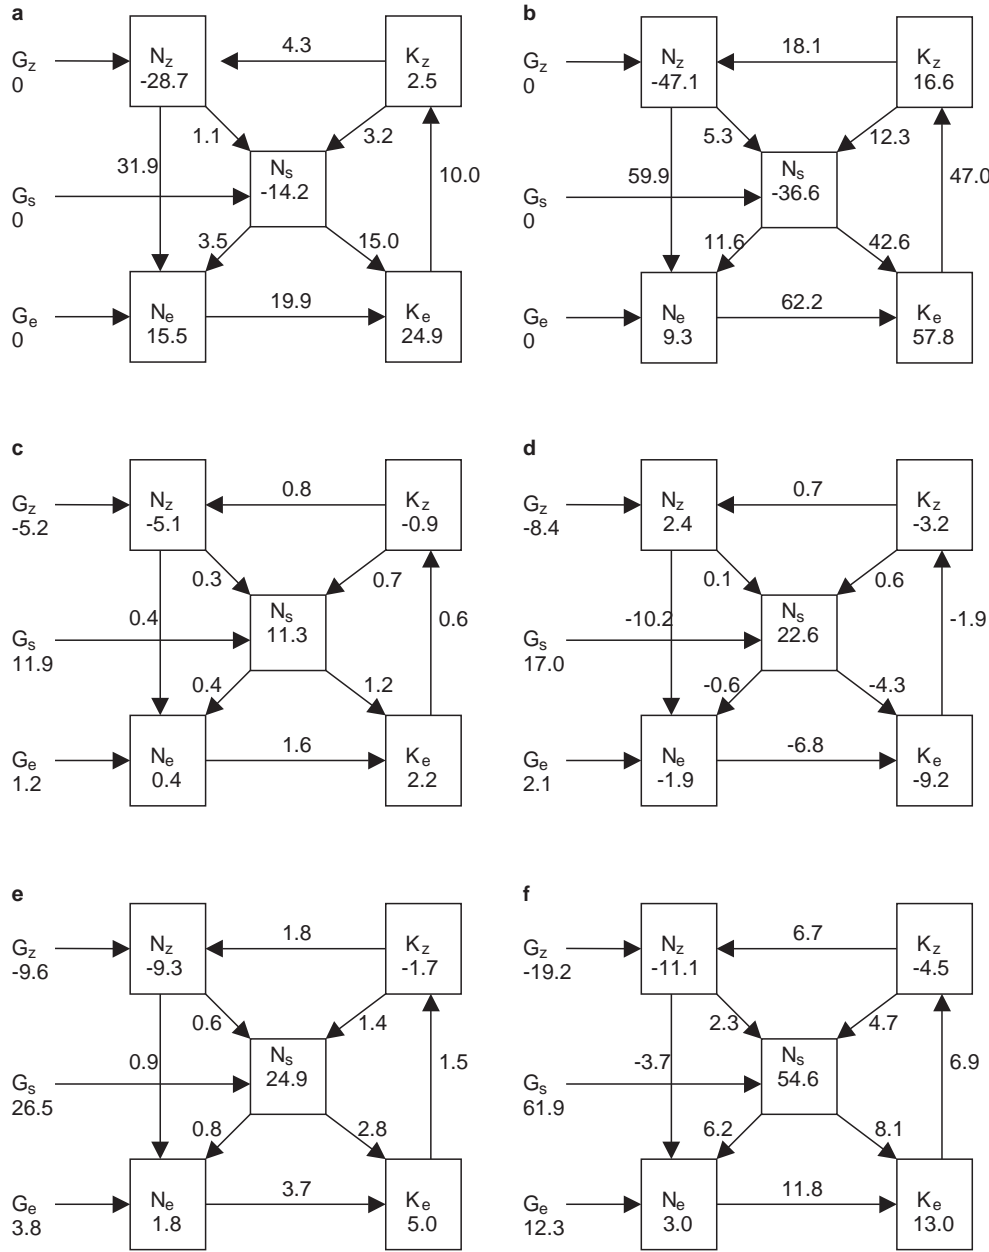 a
G_z
0
N_z
-28.7
4.3
K_z
2.5
1.1
3.2
31.9
N_s
-14.2
10.0
G_s
0
3.5
15.0
G_e
0
N_e
15.5
19.9
K_e
24.9
b
G_z
0
N_z
-47.1
18.1
K_z
16.6
5.3
12.3
59.9
N_s
-36.6
47.0
G_s
0
11.6
42.6
G_e
0
N_e
9.3
62.2
K_e
57.8
c
G_z
-5.2
N_z
-5.1
0.8
K_z
-0.9
0.3
0.7
0.4
N_s
11.3
0.6
G_s
11.9
0.4
1.2
G_e
1.2
N_e
0.4
1.6
K_e
2.2
d
G_z
-8.4
N_z
2.4
0.7
K_z
-3.2
0.1
0.6
-10.2
N_s
22.6
-1.9
G_s
17.0
-0.6
-4.3
G_e
2.1
N_e
-1.9
-6.8
K_e
-9.2
e
G_z
-9.6
N_z
-9.3
1.8
K_z
-1.7
0.6
1.4
0.9
N_s
24.9
1.5
G_s
26.5
0.8
2.8
G_e
3.8
N_e
1.8
3.7
K_e
5.0
f
G_z
-19.2
N_z
-11.1
6.7
K_z
-4.5
2.3
4.7
-3.7
N_s
54.6
6.9
G_s
61.9
6.2
8.1
G_e
12.3
N_e
3.0
11.8
K_e
13.0